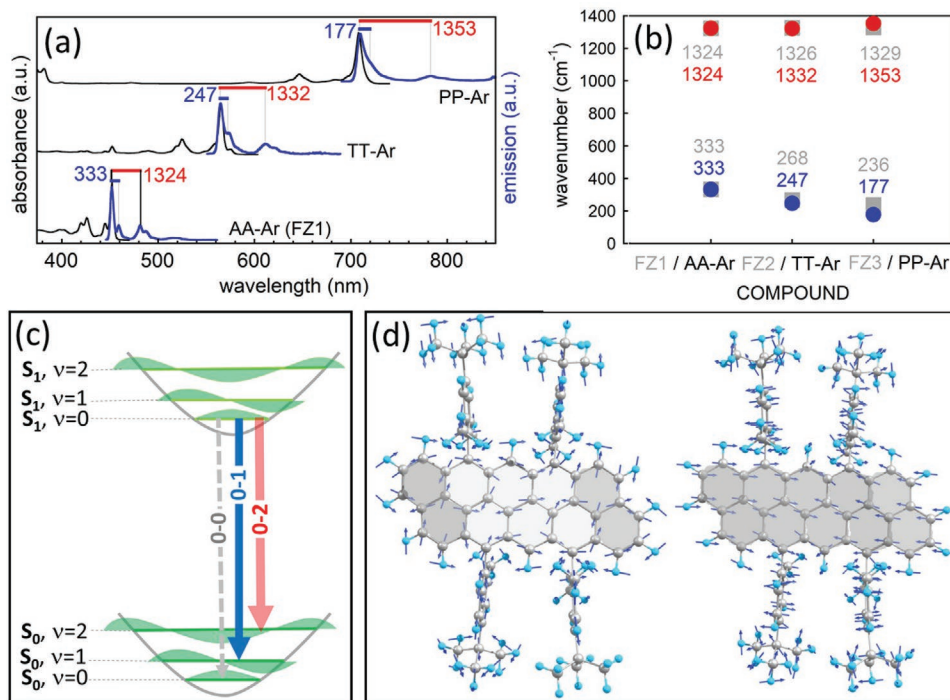 (a)
absorbance (a.u.)
emission (a.u.)
177 1353
PP-Ar
247 1332
TT-Ar
333 1324
AA-Ar (FZ1)
400 500 600 700 800
wavelength (nm)
(b)
wavenumber (cm-1)
1400
1200
1000
800
600
400
200
0
1324 1326 1329
1324 1332 1353
333 268 236
333 247 177
FZ1 / AA-Ar FZ2 / TT-Ar FZ3 / PP-Ar
COMPOUND
(c)
S1, ν=2
S1, ν=1
S1, ν=0
0-0
0-1
0-2
S0, ν=2
S0, ν=1
S0, ν=0
(d)